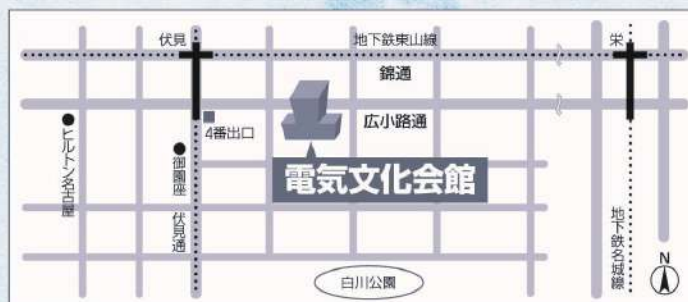 伏見
地下鉄東山線
栄
錦通
広小路通
4番出口
ヒルトン名古屋
御園座
電気文化会館
伏見通
地下鉄名城線
白川公園
N